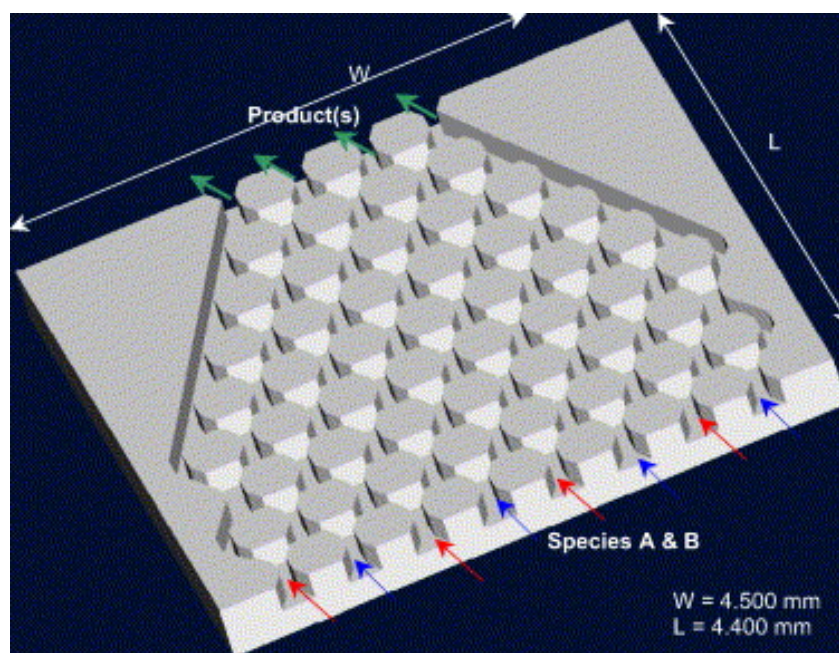 W
Product(s)
L
Species A & B
W = 4.500 mm
L = 4.400 mm